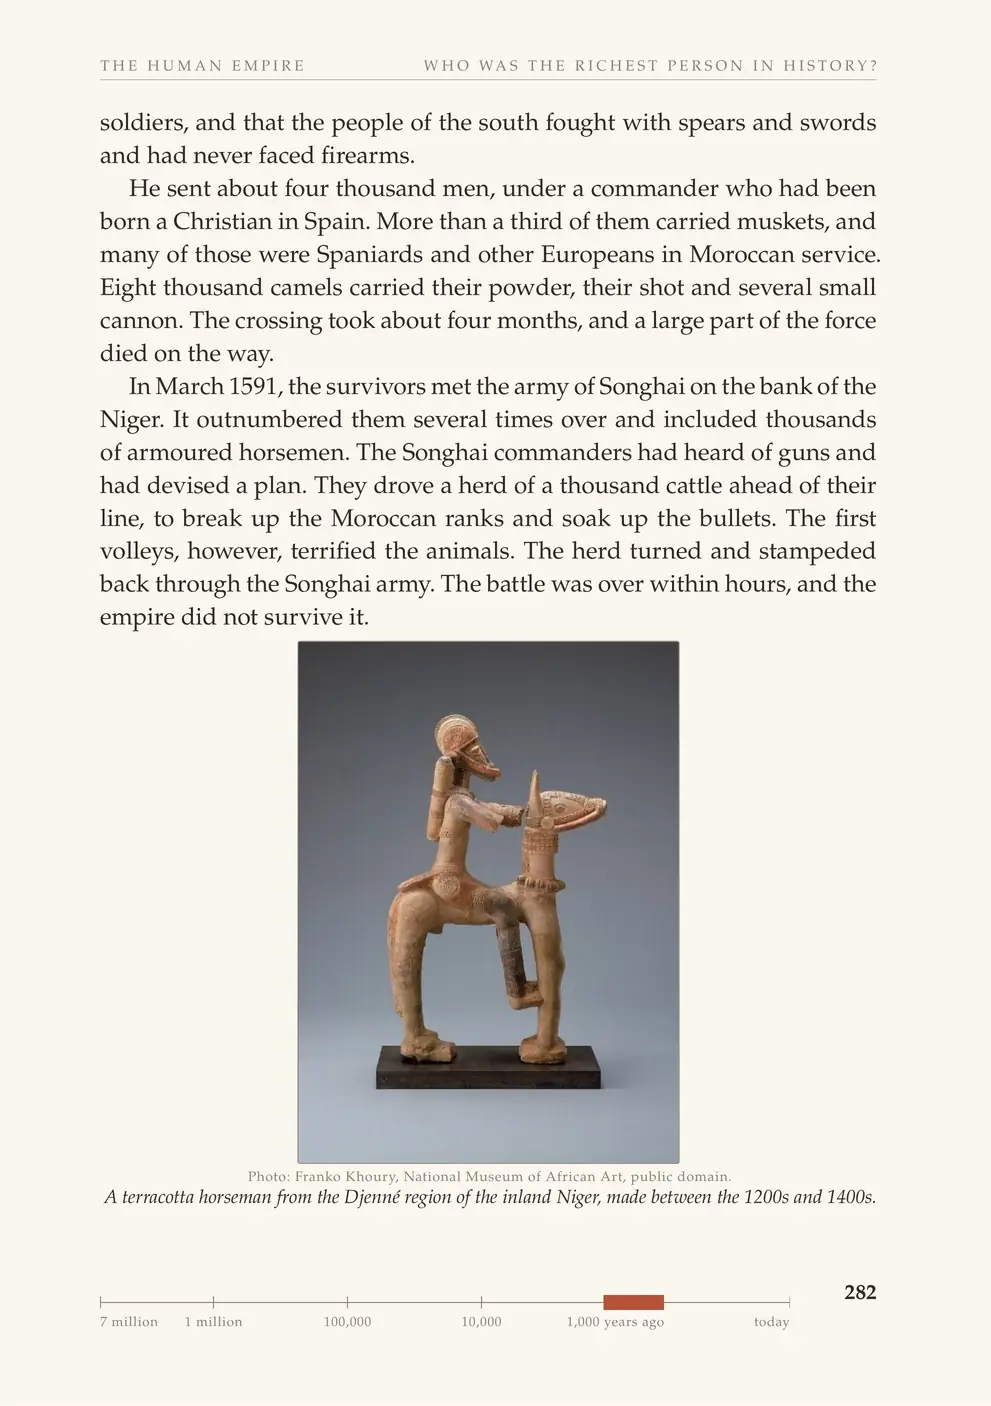 THE HUMAN EMPIRE WHO WAS THE RICHEST PERSON IN HISTORY?
soldiers, and that the people of the south fought with spears and swords
and had never faced firearms.
He sent about four thousand men, under a commander who had been
born a Christian in Spain. More than a third of them carried muskets, and
many of those were Spaniards and other Europeans in Moroccan service.
Eight thousand camels carried their powder, their shot and several small
cannon. The crossing took about four months, and a large part of the force
died on the way.
In March 1591, the survivors met the army of Songhai on the bank of the
Niger. It outnumbered them several times over and included thousands
of armoured horsemen. The Songhai commanders had heard of guns and
had devised a plan. They drove a herd of a thousand cattle ahead of their
line, to break up the Moroccan ranks and soak up the bullets. The first
volleys, however, terrified the animals. The herd turned and stampeded
back through the Songhai army. The battle was over within hours, and the
empire did not survive it.
Photo: Franko Khoury, National Museum of African Art, public domain.
A terracotta horseman from the Djenné region of the inland Niger, made between the 1200s and 1400s.
282
7 million 1 million 100,000 10,000 1,000 years ago today